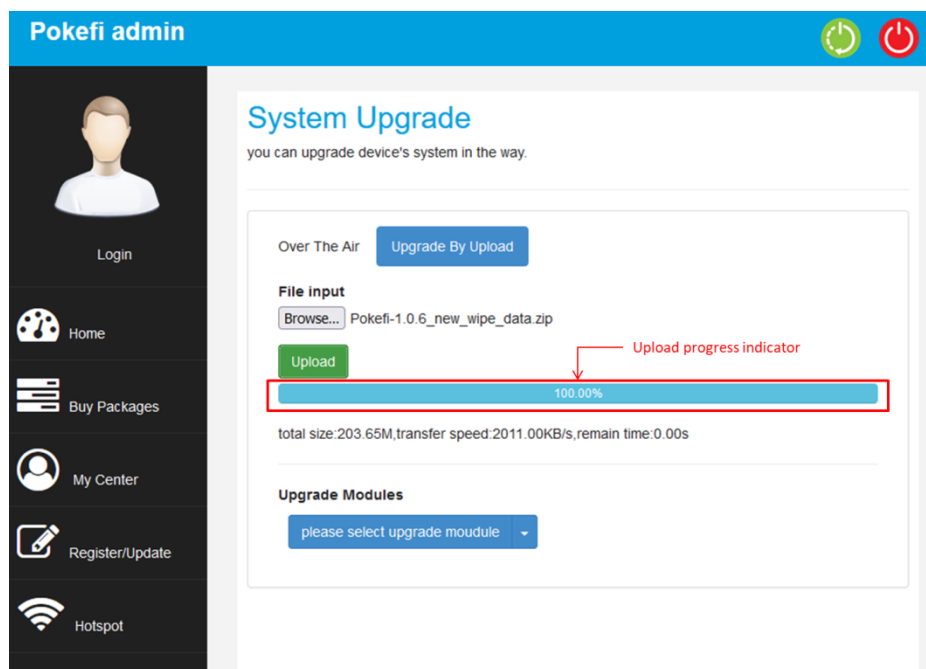 Pokefi admin
Login
Home
Buy Packages
My Center
Register/Update
Hotspot
System Upgrade
you can upgrade device's system in the way.
Over The Air Upgrade By Upload
File input
Browse... Pokefi-1.0.6_new_wipe_data.zip
Upload progress indicator
Upload
100.00%
total size:203.65M,transfer speed:2011.00KB/s,remain time:0.00s
Upgrade Modules
please select upgrade moudule